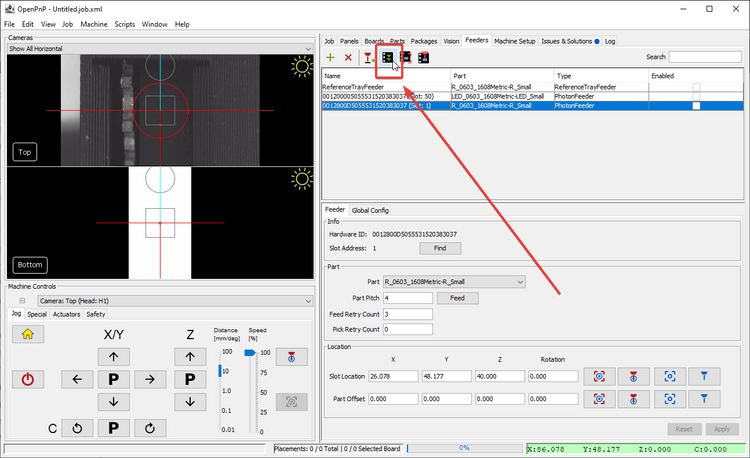 OpenPnP - Untitled.job.xml
File Edit View Job Machine Scripts Window Help
Cameras
Show All Horizontal
Top
Bottom
Machine Controls
Camera: Top (Head: H1)
Jog Special Actuators Safety
X/Y Z Distance [mm/deg] Speed [%]
100 100
10 75
1.0 50
0.1 25
0.01 0
P P
C P
Job Panels Boards Parts Packages Vision Feeders Machine Setup Issues & Solutions Log
Search
Name Part Type Enabled
ReferenceTrayFeeder R_0603_1608Metric-R_Small ReferenceTrayFeeder
001200005055531520383037 (Slot: 50) LED_0603_1608Metric-LED_Small PhotonFeeder
0012800D5055531520383037 (Slot: 1) R_0603_1608Metric-R_Small PhotonFeeder
Feeder Global Config
Info
Hardware ID: 0012800D5055531520383037
Slot Address: 1 Find
Part
Part R_0603_1608Metric-R_Small
Part Pitch 4 Feed
Feed Retry Count 3
Pick Retry Count 0
Location
X Y Z Rotation
Slot Location 26.078 48.177 40.000 0.000
Part Offset 0.000 0.000 0.000 0.000
Reset Apply
Placements: 0 / 0 Total | 0 / 0 Selected Board 0% X:86.078 Y:48.177 Z:0.000 C:0.000